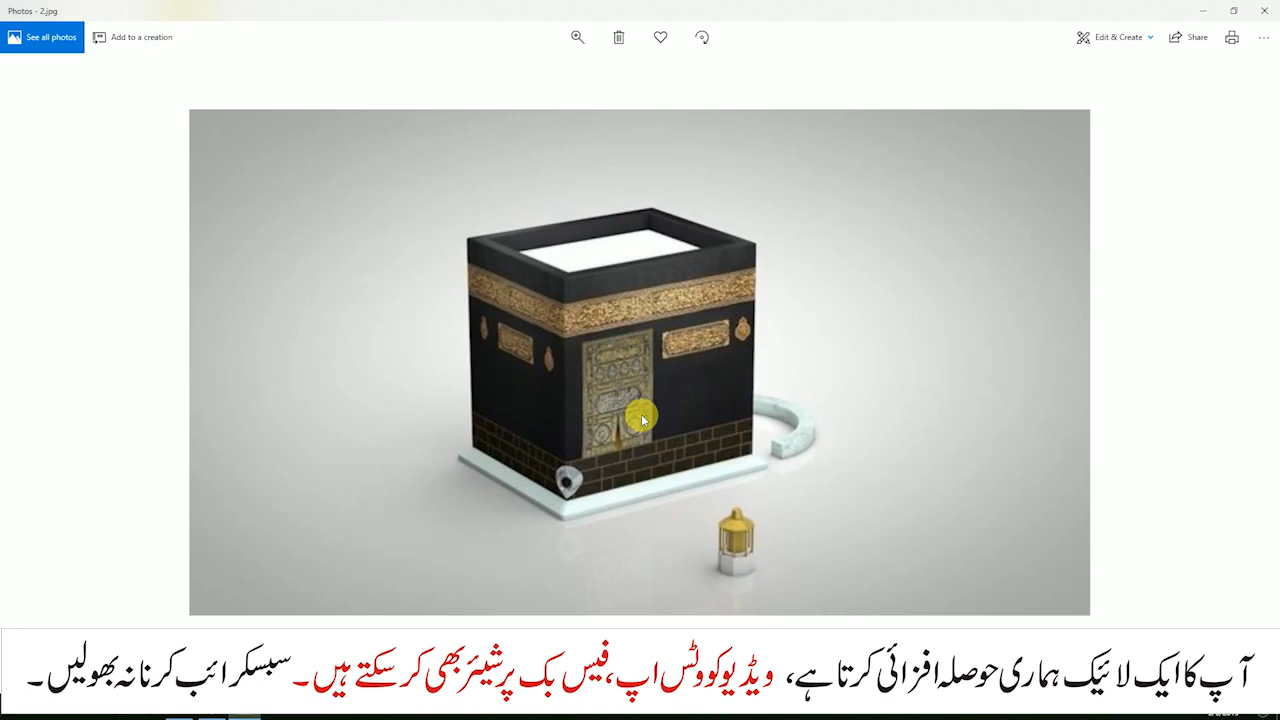 Photos - 2.jpg
See all photos
Add to a creation
Edit & Create
Share
آپ کا ایک لائیک ہماری حوصلہ افزائی کرتا ہے، ویڈیو کو وٹس اپ، فیس بک پر شیئر بھی کر سکتے ہیں۔ سبسکرائب کرنا نہ بھولیں۔